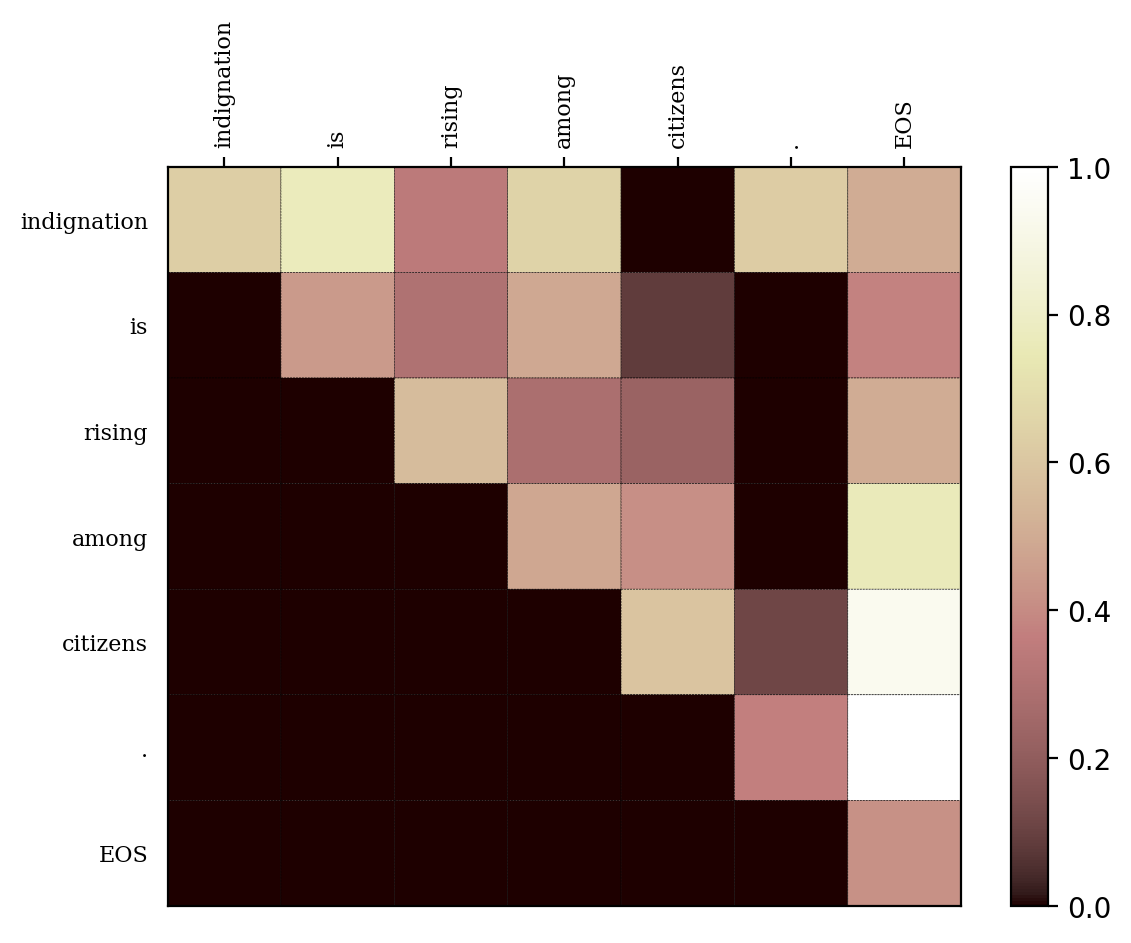 indignation
is
rising
among
citizens
.
EOS
indignation
is
rising
among
citizens
.
EOS
1.0
0.8
0.6
0.4
0.2
0.0